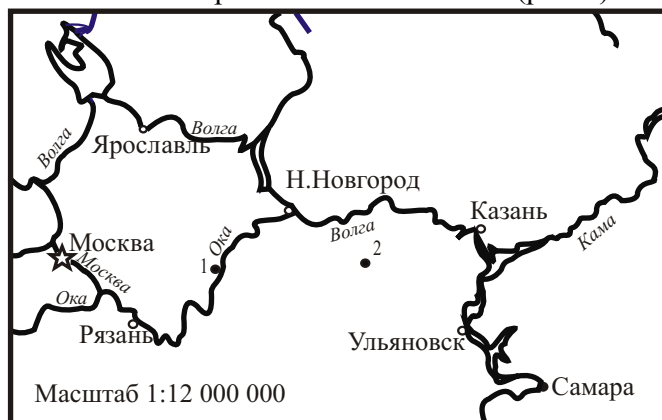 (рис.
Волга
Ярославль
Волга
Н.Новгород
Казань
Волга
Кама
Москва
Москва
Ока
1
2
Ока
Рязань
Ульяновск
Самара
Масштаб 1:12 000 000